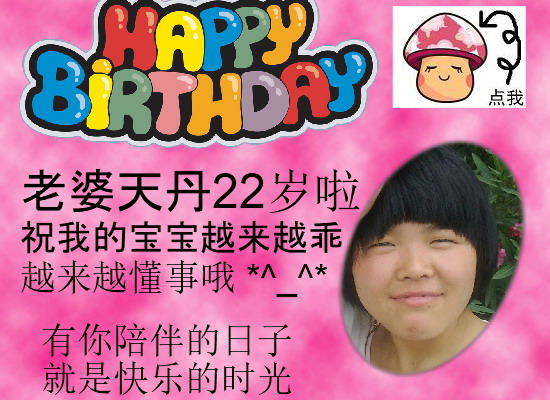 HAPPY
BiRTHDAY
点我
老婆天丹22岁啦
祝我的宝宝越来越乖
越来越懂事哦 *^_^*
有你陪伴的日子
就是快乐的时光